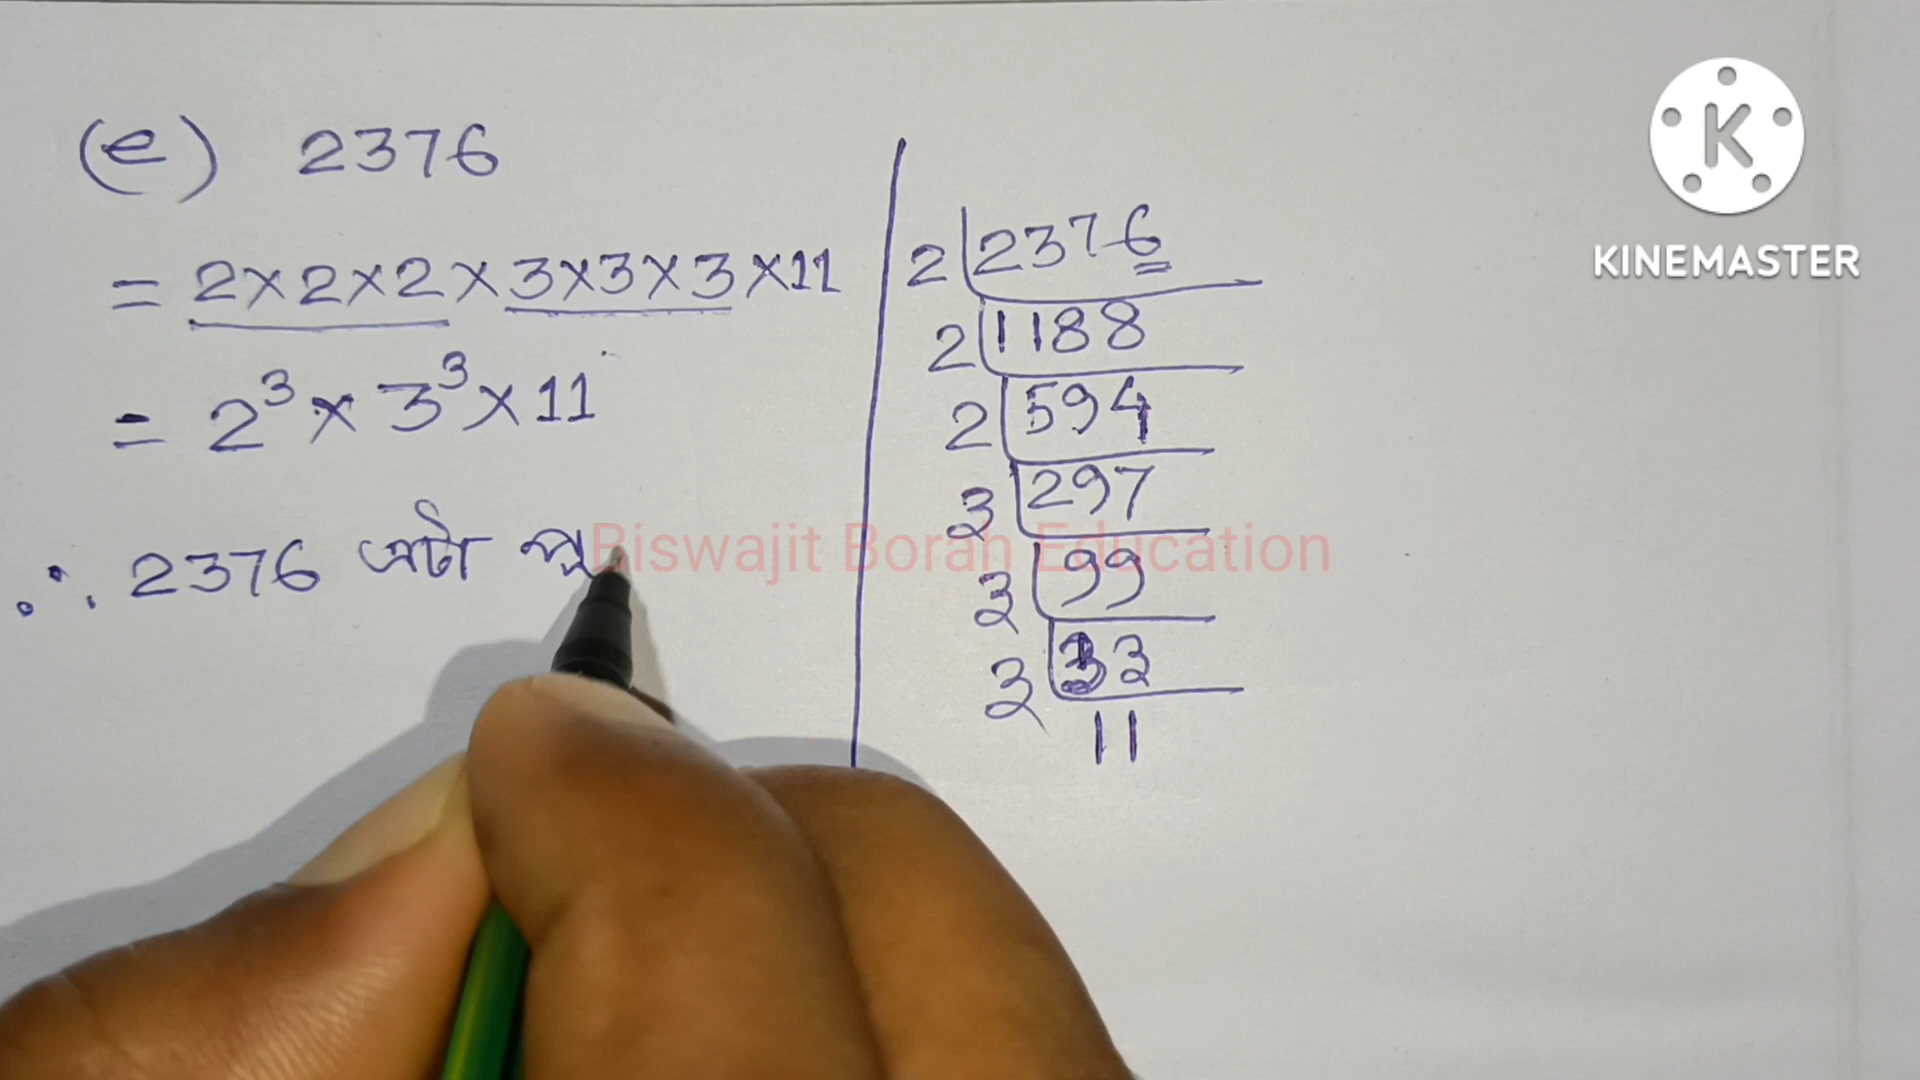 (e) 2376
= 2×2×2×3×3×3×11
= 2³×3³×11
∴ 2376 এটা
2 2376
2 1188
2 594
3 297
3 99
3 33
11
Biswajit Borah Education
KINEMASTER